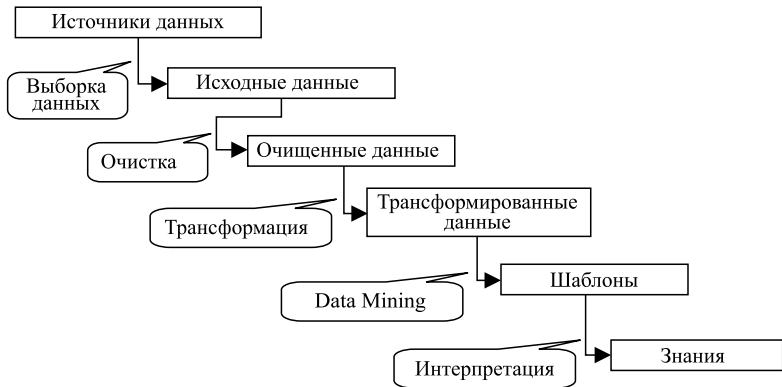 Источники данных
Выборка
данных
Исходные данные
Очистка
Очищенные данные
Трансформация
Трансформированные
данные
Data Mining
Шаблоны
Интерпретация
Знания